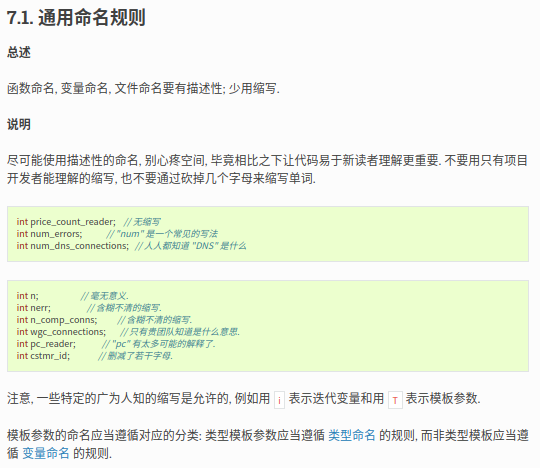 7.1. 通用命名规则
总述
函数命名, 变量命名, 文件命名要有描述性; 少用缩写.
说明
尽可能使用描述性的命名, 别心疼空间, 毕竟相比之下让代码易于新读者理解更重要. 不要用只有项目
开发者能理解的缩写, 也不要通过砍掉几个字母来缩写单词.
int price_count_reader; // 无缩写
int num_errors; // "num" 是一个常见的写法
int num_dns_connections; // 人人都知道 "DNS" 是什么
int n; // 毫无意义.
int nerr; // 含糊不清的缩写.
int n_comp_conns; // 含糊不清的缩写.
int wgc_connections; // 只有贵团队知道是什么意思.
int pc_reader; // "pc" 有太多可能的解释了.
int cstmr_id; // 删减了若干字母.
注意, 一些特定的广为人知的缩写是允许的, 例如用 i 表示迭代变量和用 T 表示模板参数.
模板参数的命名应当遵循对应的分类: 类型模板参数应当遵循 类型命名 的规则, 而非类型模板应当遵
循 变量命名 的规则.